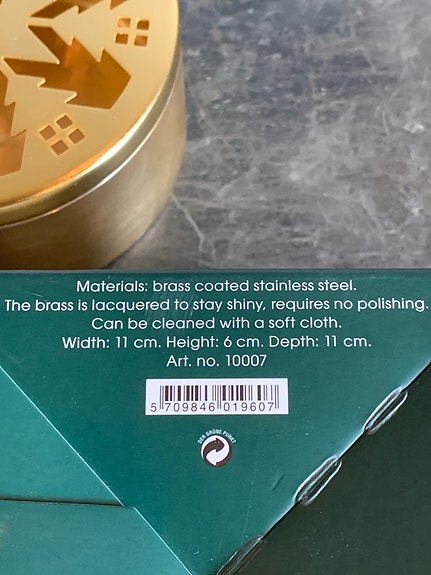 Materials: brass coated stainless steel.
The brass is lacquered to stay shiny, requires no polishing.
Can be cleaned with a soft cloth.
Width: 11 cm. Height: 6 cm. Depth: 11 cm.
Art. no. 10007
5 709846 019607
DER GRÜNE PUNKT